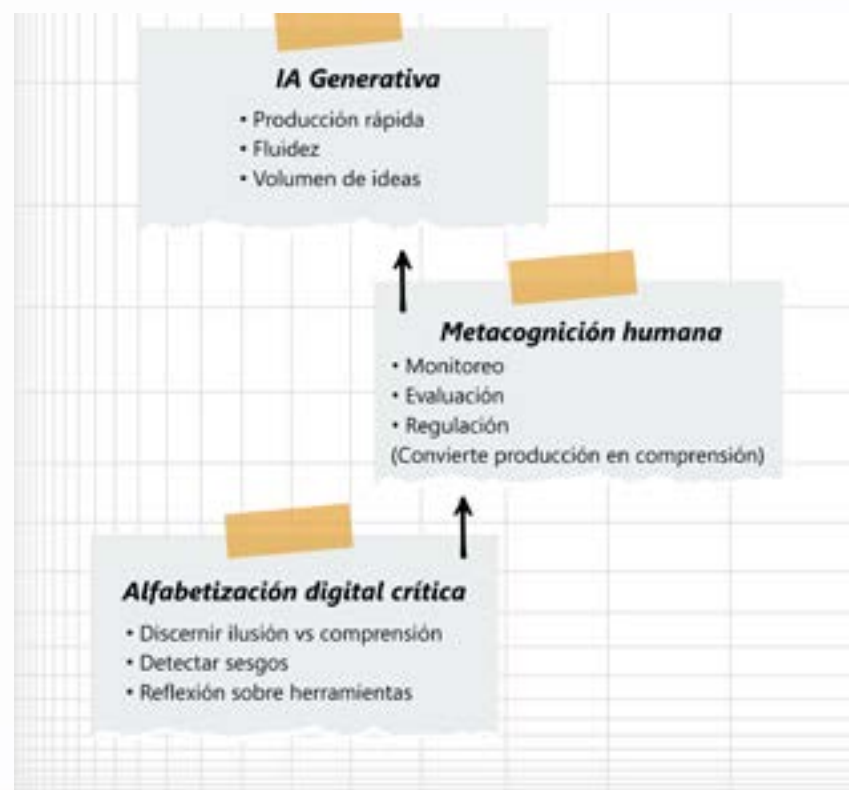 IA Generativa
• Producción rápida
• Fluidez
• Volumen de ideas
Metacognición humana
• Monitoreo
• Evaluación
• Regulación
(Convierte producción en comprensión)
Alfabetización digital crítica
• Discernir ilusión vs comprensión
• Detectar sesgos
• Reflexión sobre herramientas